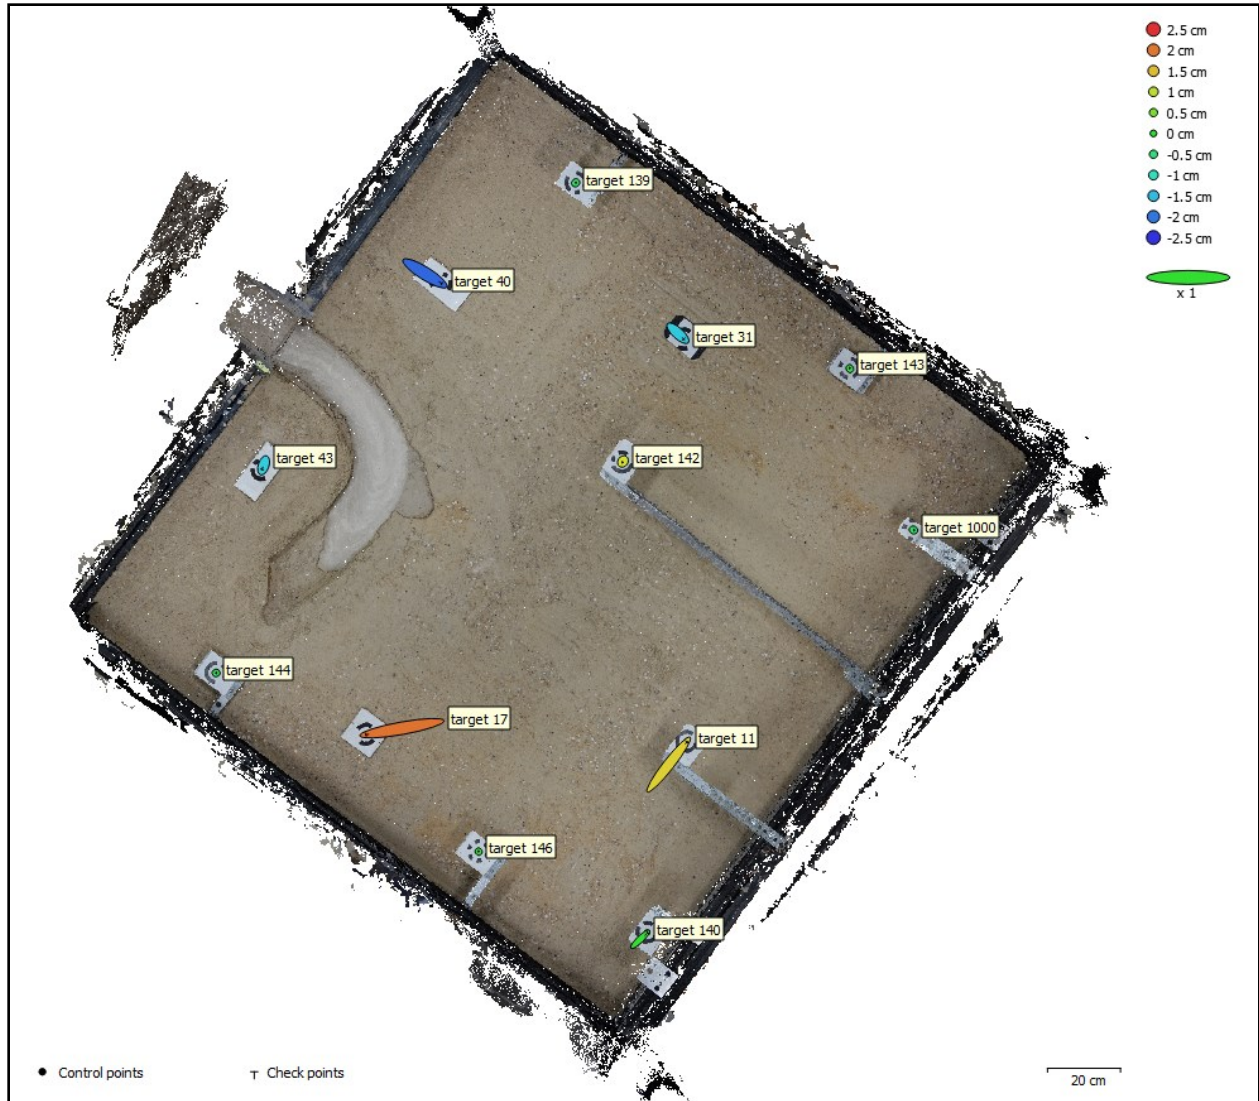 2.5 cm
2 cm
1.5 cm
1 cm
0.5 cm
0 cm
-0.5 cm
-1 cm
-1.5 cm
-2 cm
-2.5 cm
x 1
target 139
target 40
target 31
target 143
target 43
target 142
target 1000
target 144
target 17
target 11
target 146
target 140
Control points
Check points
20 cm